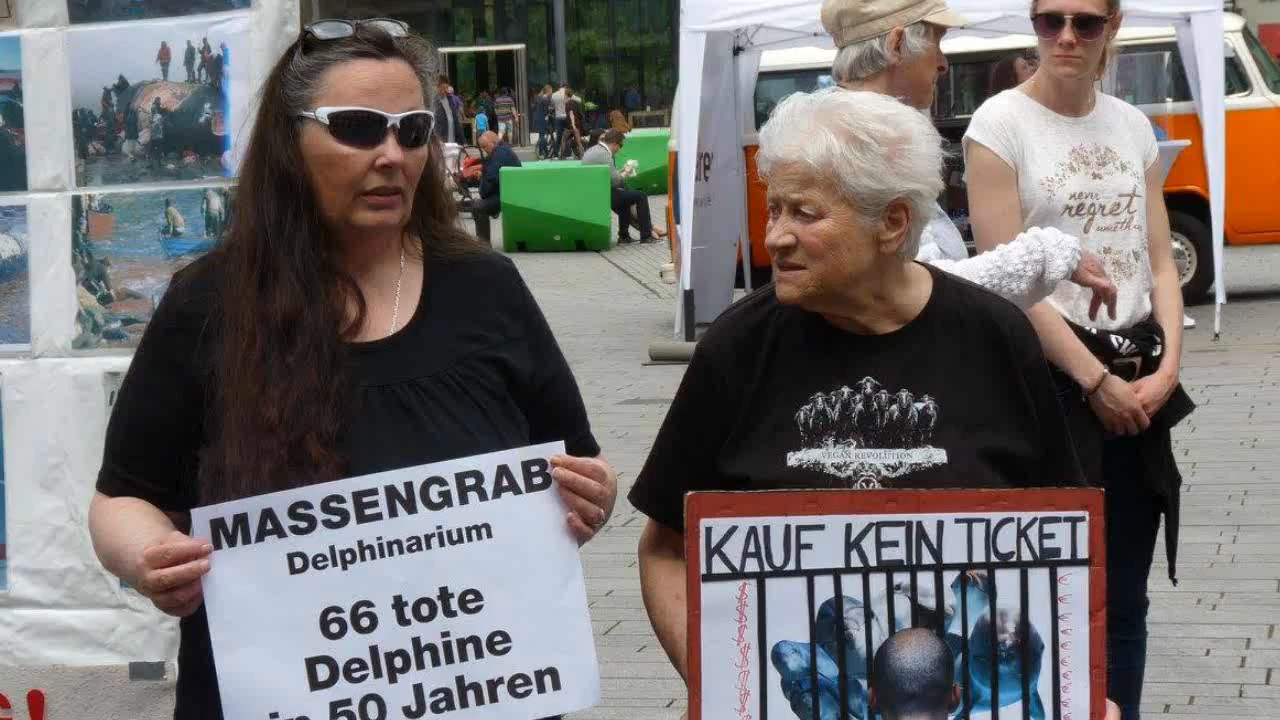 MASSENGRAB
Delphinarium
66 tote
Delphine
in 50 Jahren
VEGAN REVOLUTION
KAUF KEIN TICKET
never
regret